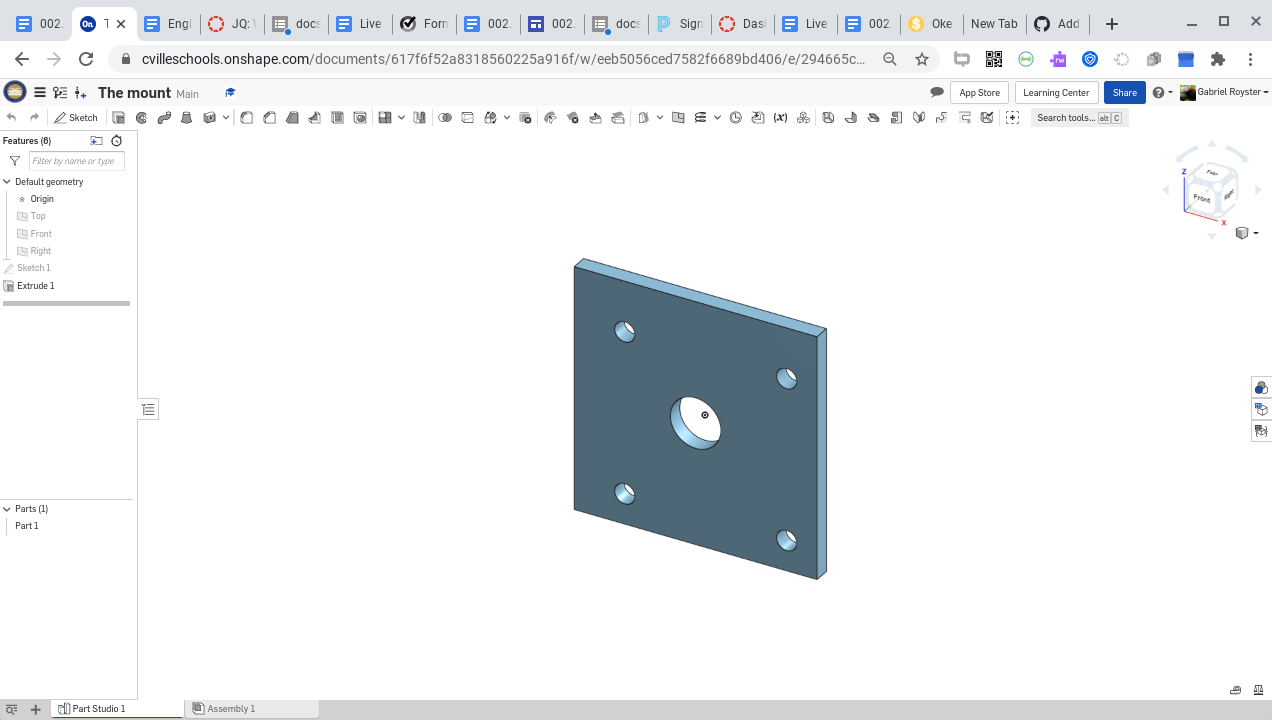 002
On T
Engl
JQ: \
docs
Live
Forn
002
002
docs
Sign
Dasl
Live
002
Oke
New Tab
Add
cvilleschools.onshape.com/documents/617f6f52a8318560225a916f/w/eeb5056ced7582f6689bd406/e/294665c...
The mount Main
App Store
Learning Center
Share
Gabriel Royster
Sketch
Search tools... alt C
Features (6)
Filter by name or type
Default geometry
Origin
Top
Front
Right
Sketch 1
Extrude 1
Z
Top
Front
Right
X
Parts (1)
Part 1
Part Studio 1
Assembly 1